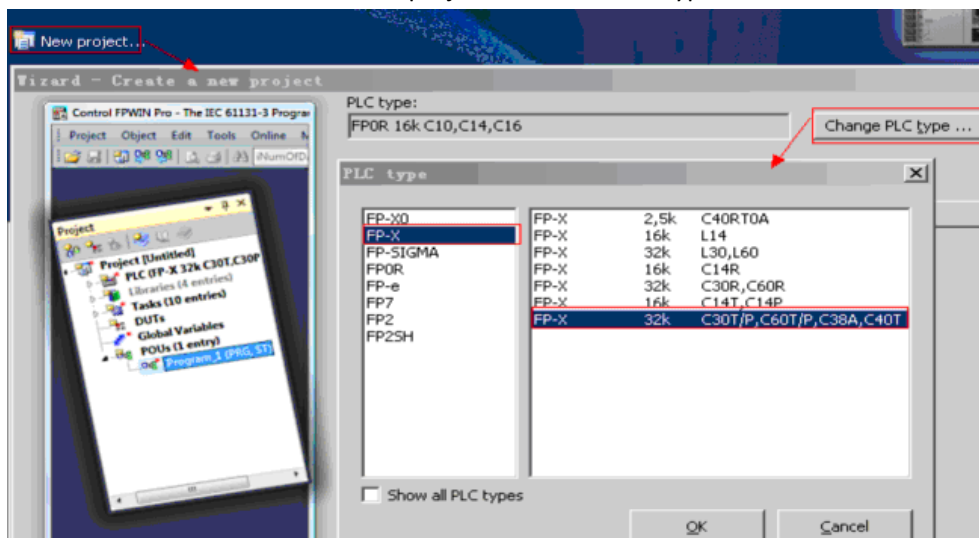 New project...
Wizard - Create a new project
Control FPWIN Pro - The IEC 61131-3 Program
Project Object Edit Tools Online
iNumOfD
Project
Project [Untitled]
PLC (FP-X 32k C30T,C30P
Libraries (4 entries)
Tasks (10 entries)
DUTs
Global Variables
POUs (1 entry)
Program_1 (PRG, ST)
PLC type:
FP0R 16k C10,C14,C16
Change PLC type ...
PLC type
FP-X0
FP-X
FP-SIGMA
FP0R
FP-e
FP7
FP2
FP2SH
FP-X 2,5k C40RT0A
FP-X 16k L14
FP-X 32k L30,L60
FP-X 16k C14R
FP-X 32k C30R,C60R
FP-X 16k C14T,C14P
FP-X 32k C30T/P,C60T/P,C38A,C40T
Show all PLC types
OK Cancel